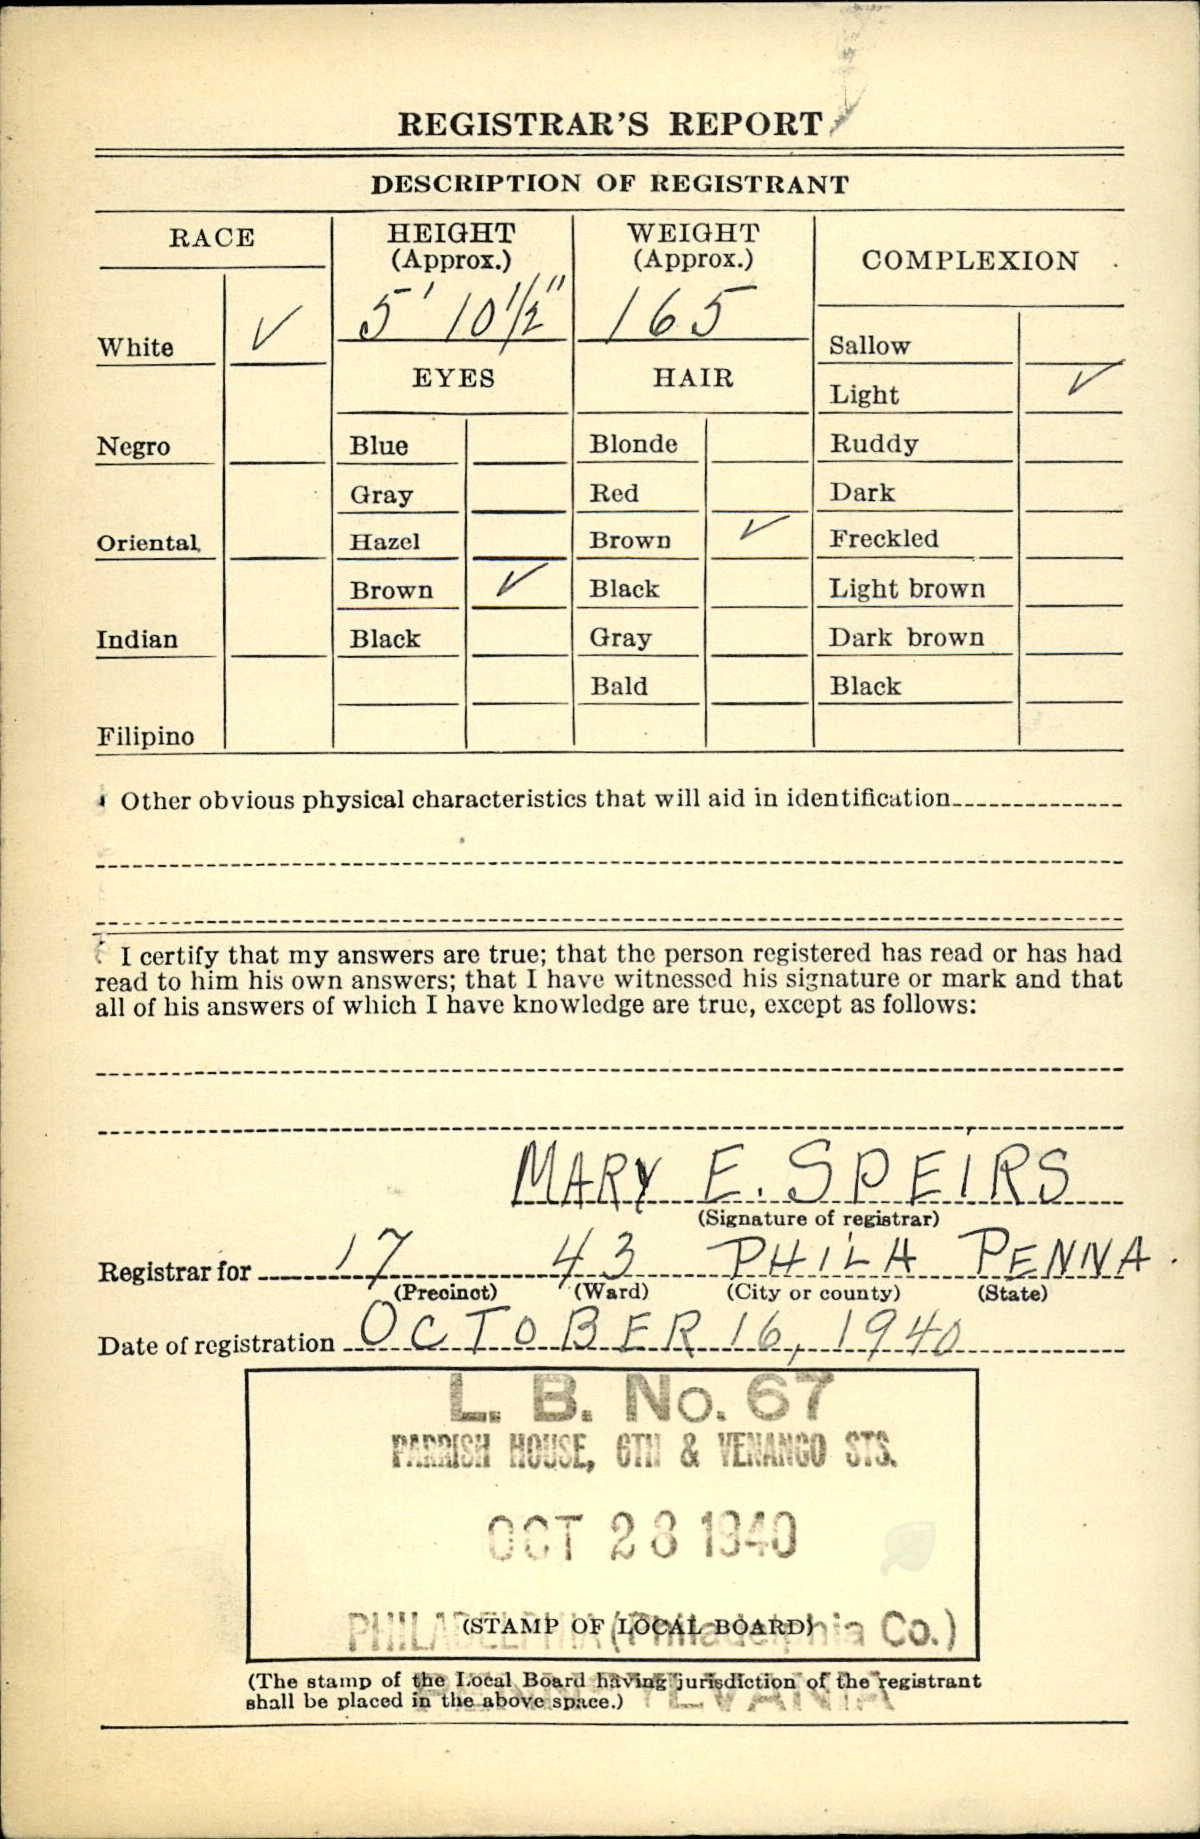 REGISTRAR'S REPORT
DESCRIPTION OF REGISTRANT
RACE
HEIGHT
(Approx.)
WEIGHT
(Approx.)
COMPLEXION
White ✓
5' 10½"
165
Sallow
EYES
HAIR
Light ✓
Negro
Blue
Blonde
Ruddy
Gray
Red
Dark
Oriental
Hazel
Brown ✓
Freckled
Brown ✓
Black
Light brown
Indian
Black
Gray
Dark brown
Bald
Black
Filipino
Other obvious physical characteristics that will aid in identification
I certify that my answers are true; that the person registered has read or has had
read to him his own answers; that I have witnessed his signature or mark and that
all of his answers of which I have knowledge are true, except as follows:
MARY E. SPEIRS
(Signature of registrar)
Registrar for 17 43 PHILA PENNA.
(Precinct) (Ward) (City or county) (State)
Date of registration OCTOBER 16, 1940
L. B. No. 67
PARRISH HOUSE, 6TH & VENANGO STS.
OCT 28 1940
PHILADELPHIA (Philadelphia Co.)
(STAMP OF LOCAL BOARD)
PENNSYLVANIA
(The stamp of the Local Board having jurisdiction of the registrant
shall be placed in the above space.)